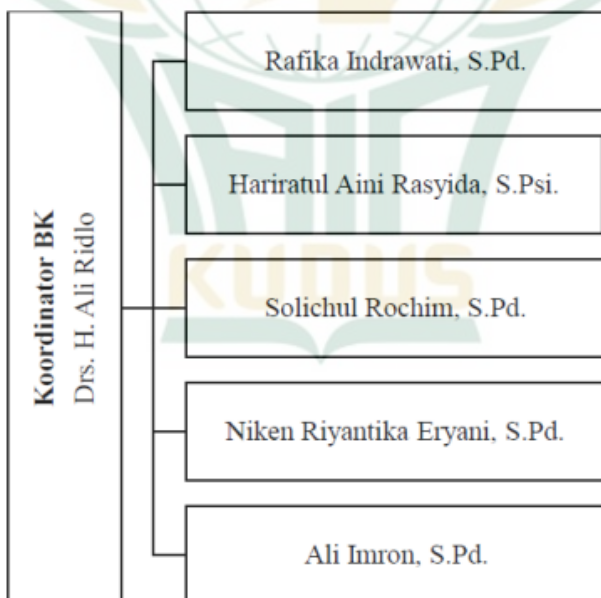 Koordinator BK
Drs. H. Ali Ridlo
Rafika Indrawati, S.Pd.
Hariratul Aini Rasyida, S.Psi.
Solichul Rochim, S.Pd.
Niken Riyantika Eryani, S.Pd.
Ali Imron, S.Pd.
KUDUS